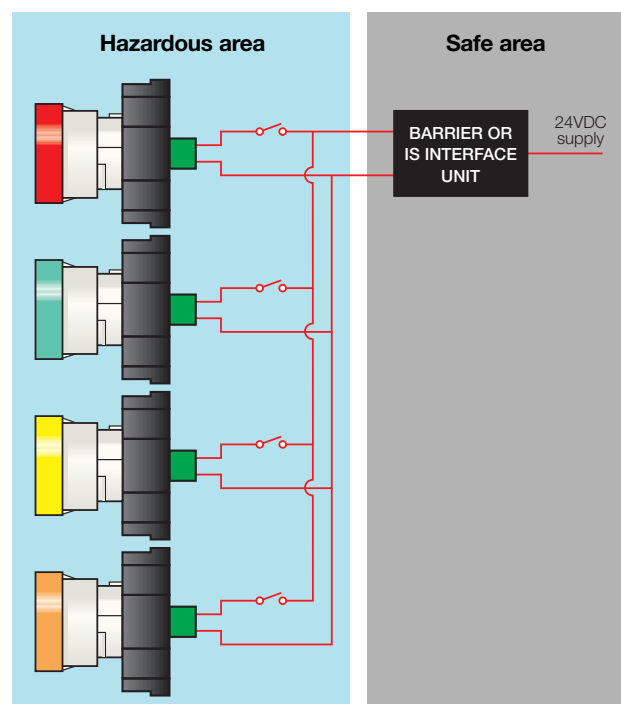 Hazardous area
Safe area
BARRIER OR
IS INTERFACE
UNIT
24VDC
supply